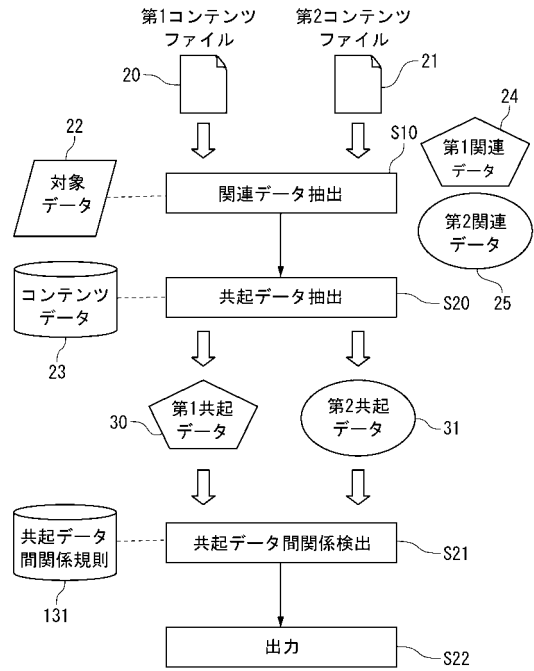 第1コンテンツ
ファイル
第2コンテンツ
ファイル
20
21
22
24
S10
対象
データ
関連データ抽出
第1関連
データ
第2関連
データ
25
コンテンツ
データ
23
共起データ抽出
S20
30
第1共起
データ
第2共起
データ
31
共起データ
間関係規則
131
共起データ間関係検出
S21
出力
S22